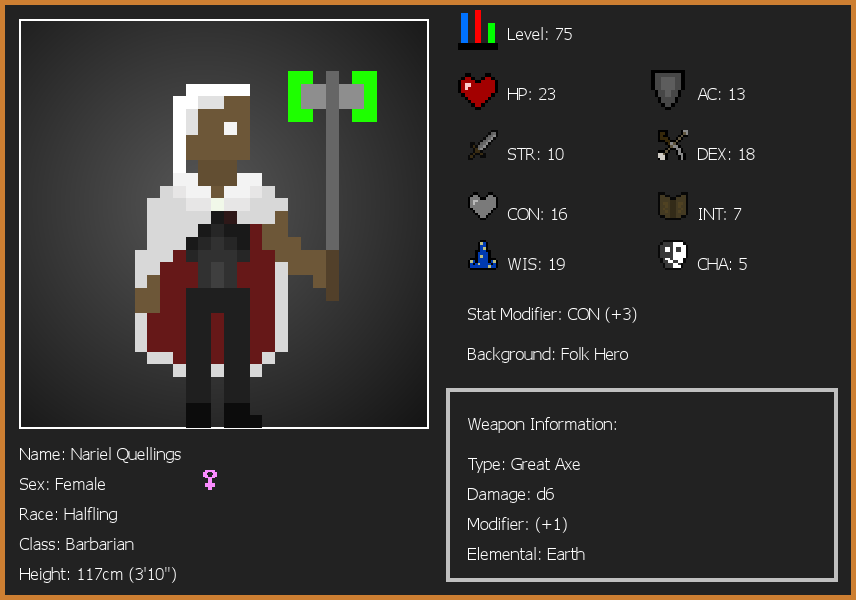 Level: 75
HP: 23
AC: 13
STR: 10
DEX: 18
CON: 16
INT: 7
WIS: 19
CHA: 5
Stat Modifier: CON (+3)
Background: Folk Hero
Weapon Information:
Type: Great Axe
Damage: d6
Modifier: (+1)
Elemental: Earth
Name: Nariel Quellings
Sex: Female
Race: Halfling
Class: Barbarian
Height: 117cm (3'10")